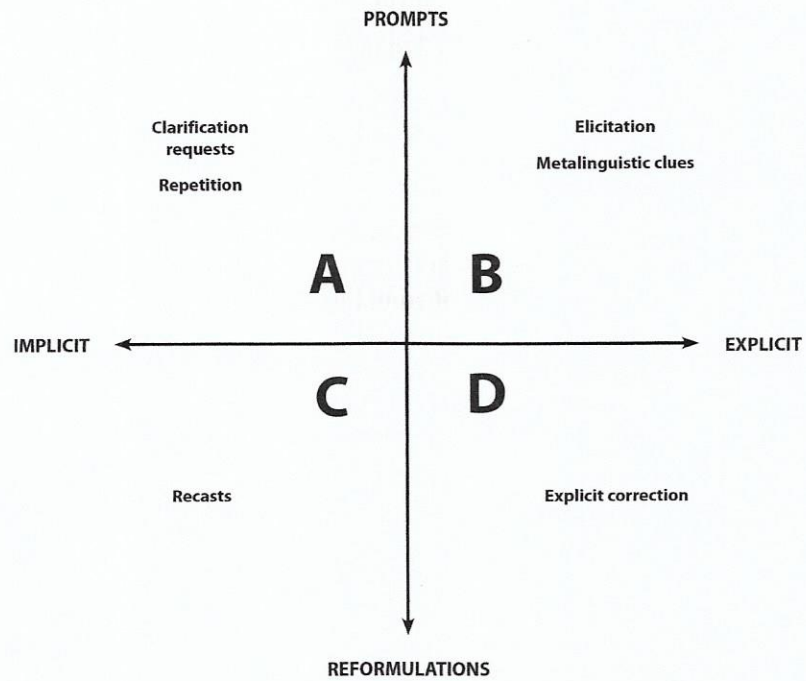 PROMPTS
Clarification
requests
Repetition
Elicitation
Metalinguistic clues
A
B
IMPLICIT
EXPLICIT
C
D
Recasts
Explicit correction
REFORMULATIONS